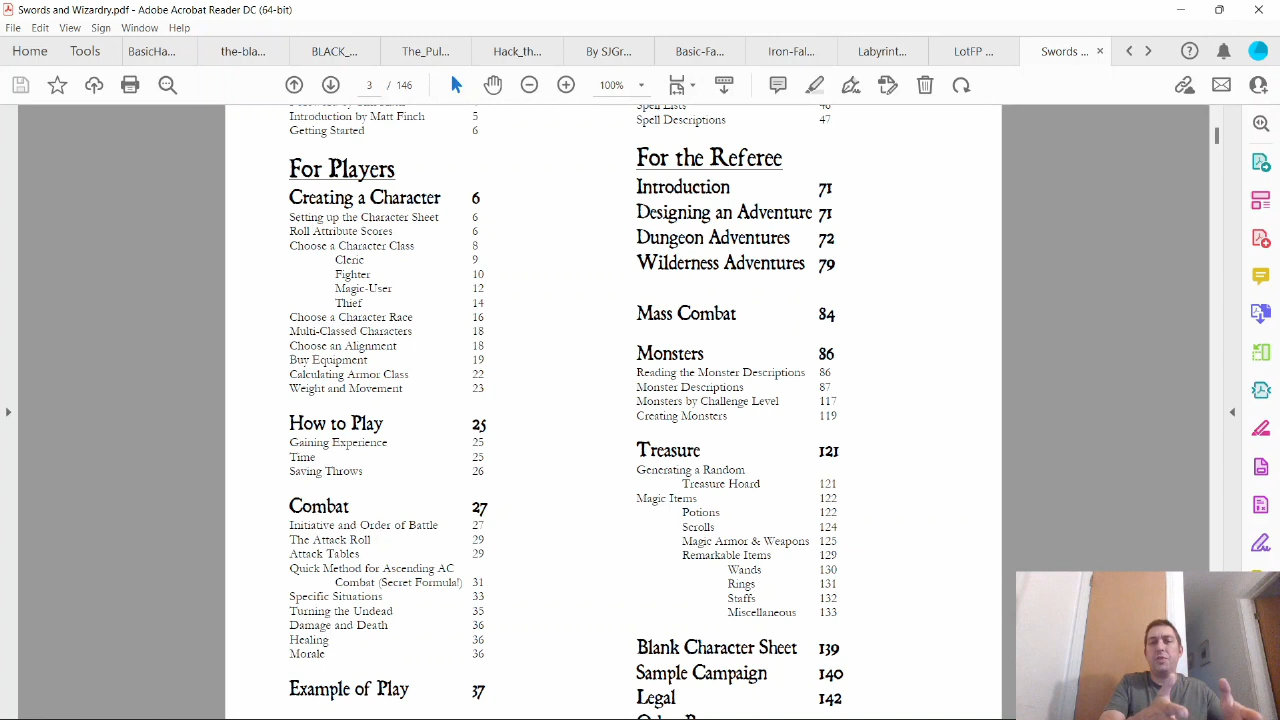 Swords and Wizardry.pdf - Adobe Acrobat Reader DC (64-bit)
File Edit View Sign Window Help
Home Tools BasicHa... the-bla... BLACK_... The_Pul... Hack_th... By SJGr... Basic-Fa... Iron-Fal... Labyrint... LotFP ... Swords ... ×
3 / 146 100%
Introduction by Matt Finch 5
Getting Started 6
For Players
Creating a Character 6
Setting up the Character Sheet 6
Roll Attribute Scores 6
Choose a Character Class 8
Cleric 9
Fighter 10
Magic-User 12
Thief 14
Choose a Character Race 16
Multi-Classed Characters 18
Choose an Alignment 18
Buy Equipment 19
Calculating Armor Class 22
Weight and Movement 23
How to Play 25
Gaining Experience 25
Time 25
Saving Throws 26
Combat 27
Initiative and Order of Battle 27
The Attack Roll 29
Attack Tables 29
Quick Method for Ascending AC
Combat (Secret Formula!) 31
Specific Situations 33
Turning the Undead 35
Damage and Death 36
Healing 36
Morale 36
Example of Play 37
Spell Lists 46
Spell Descriptions 47
For the Referee
Introduction 71
Designing an Adventure 71
Dungeon Adventures 72
Wilderness Adventures 79
Mass Combat 84
Monsters 86
Reading the Monster Descriptions 86
Monster Descriptions 87
Monsters by Challenge Level 117
Creating Monsters 119
Treasure 121
Generating a Random
Treasure Hoard 121
Magic Items 122
Potions 122
Scrolls 124
Magic Armor & Weapons 125
Remarkable Items 129
Wands 130
Rings 131
Staffs 132
Miscellaneous 133
Blank Character Sheet 139
Sample Campaign 140
Legal 142